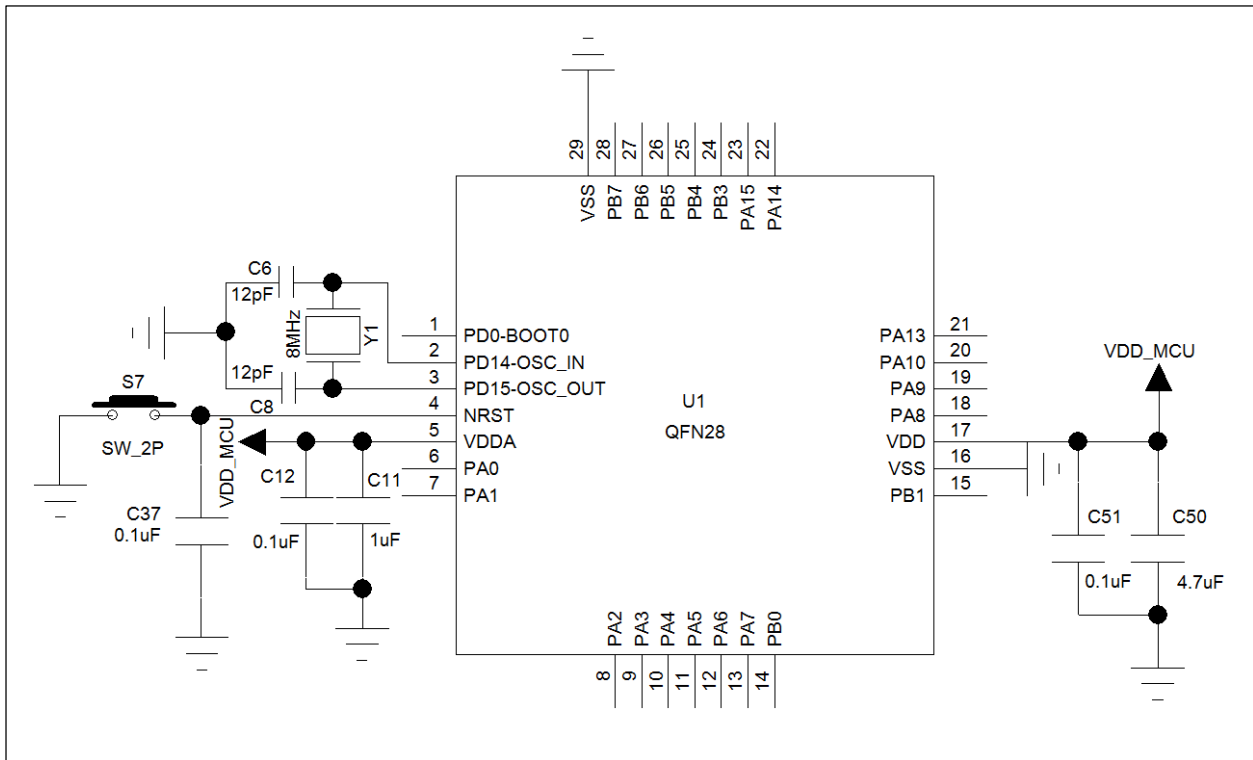 29
28
27
26
25
24
23
22
VSS
PB7
PB6
PB5
PB4
PB3
PA15
PA14
C6
12pF
8MHz
Y1
12pF
C8
S7
SW_2P
VDD_MCU
C37
0.1uF
C12
0.1uF
C11
1uF
1 PD0-BOOT0
2 PD14-OSC_IN
3 PD15-OSC_OUT
4 NRST
5 VDDA
6 PA0
7 PA1
U1
QFN28
PA13 21
PA10 20
PA9 19
PA8 18
VDD 17
VSS 16
PB1 15
VDD_MCU
C51
0.1uF
C50
4.7uF
PA2
PA3
PA4
PA5
PA6
PA7
PB0
8
9
10
11
12
13
14